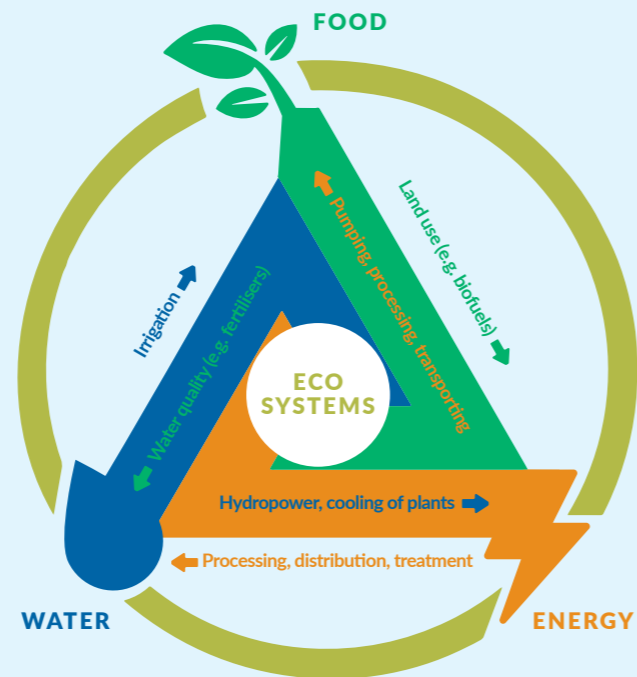 FOOD
Land use (e.g. biofuels)
Pumping, processing, transporting
Irrigation
Water quality (e.g. fertilisers)
ECO
SYSTEMS
Hydropower, cooling of plants
Processing, distribution, treatment
WATER
ENERGY